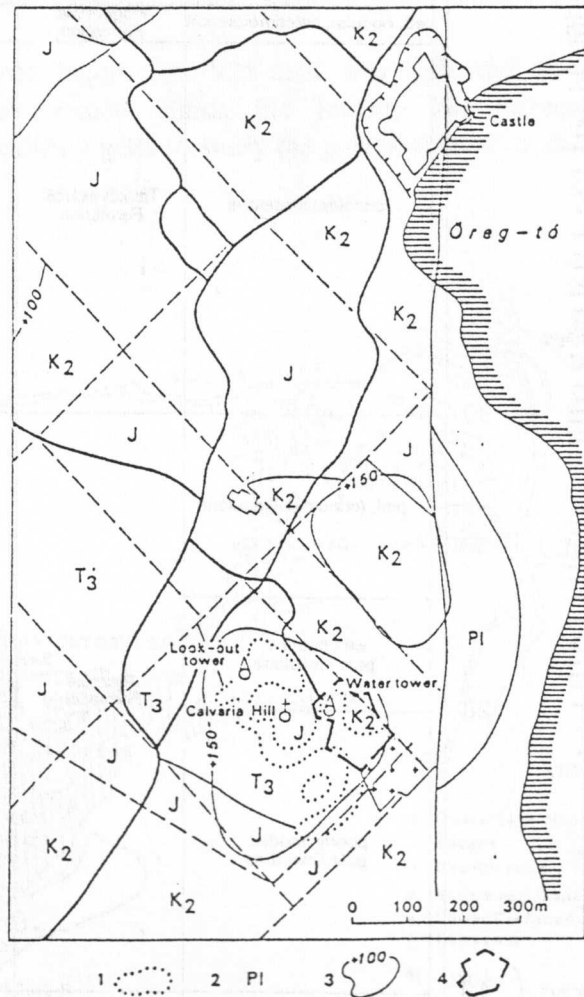 J
K2
Castle
K2
J
K2
Öreg-tó
+100
K2
K2
J
J
J
K2
+150
K2
T3
K2
Pl
Look-out
tower
Water tower
J
T3
Calvaria Hill
J
K2
+150
T3
J
J
J
J
K2
K2
K2
0 100 200 300m
1 2 Pl 3 +100 4